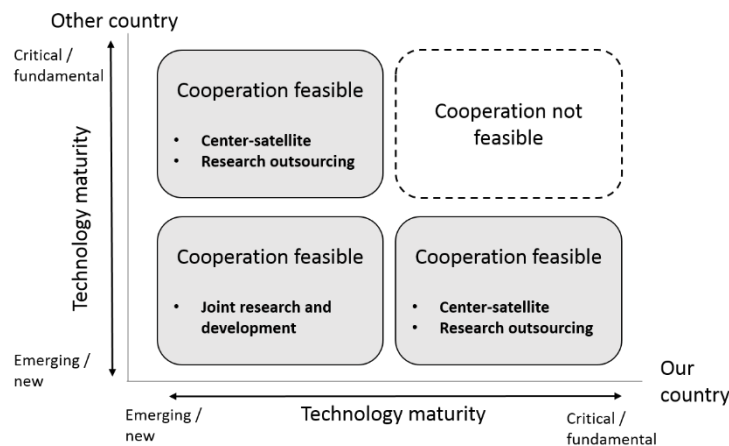 Other country
Critical /
fundamental
Technology maturity
Emerging /
new
Cooperation feasible
• Center-satellite
• Research outsourcing
Cooperation not
feasible
Cooperation feasible
• Joint research and
development
Cooperation feasible
• Center-satellite
• Research outsourcing
Our
country
Emerging /
new
Technology maturity
Critical /
fundamental